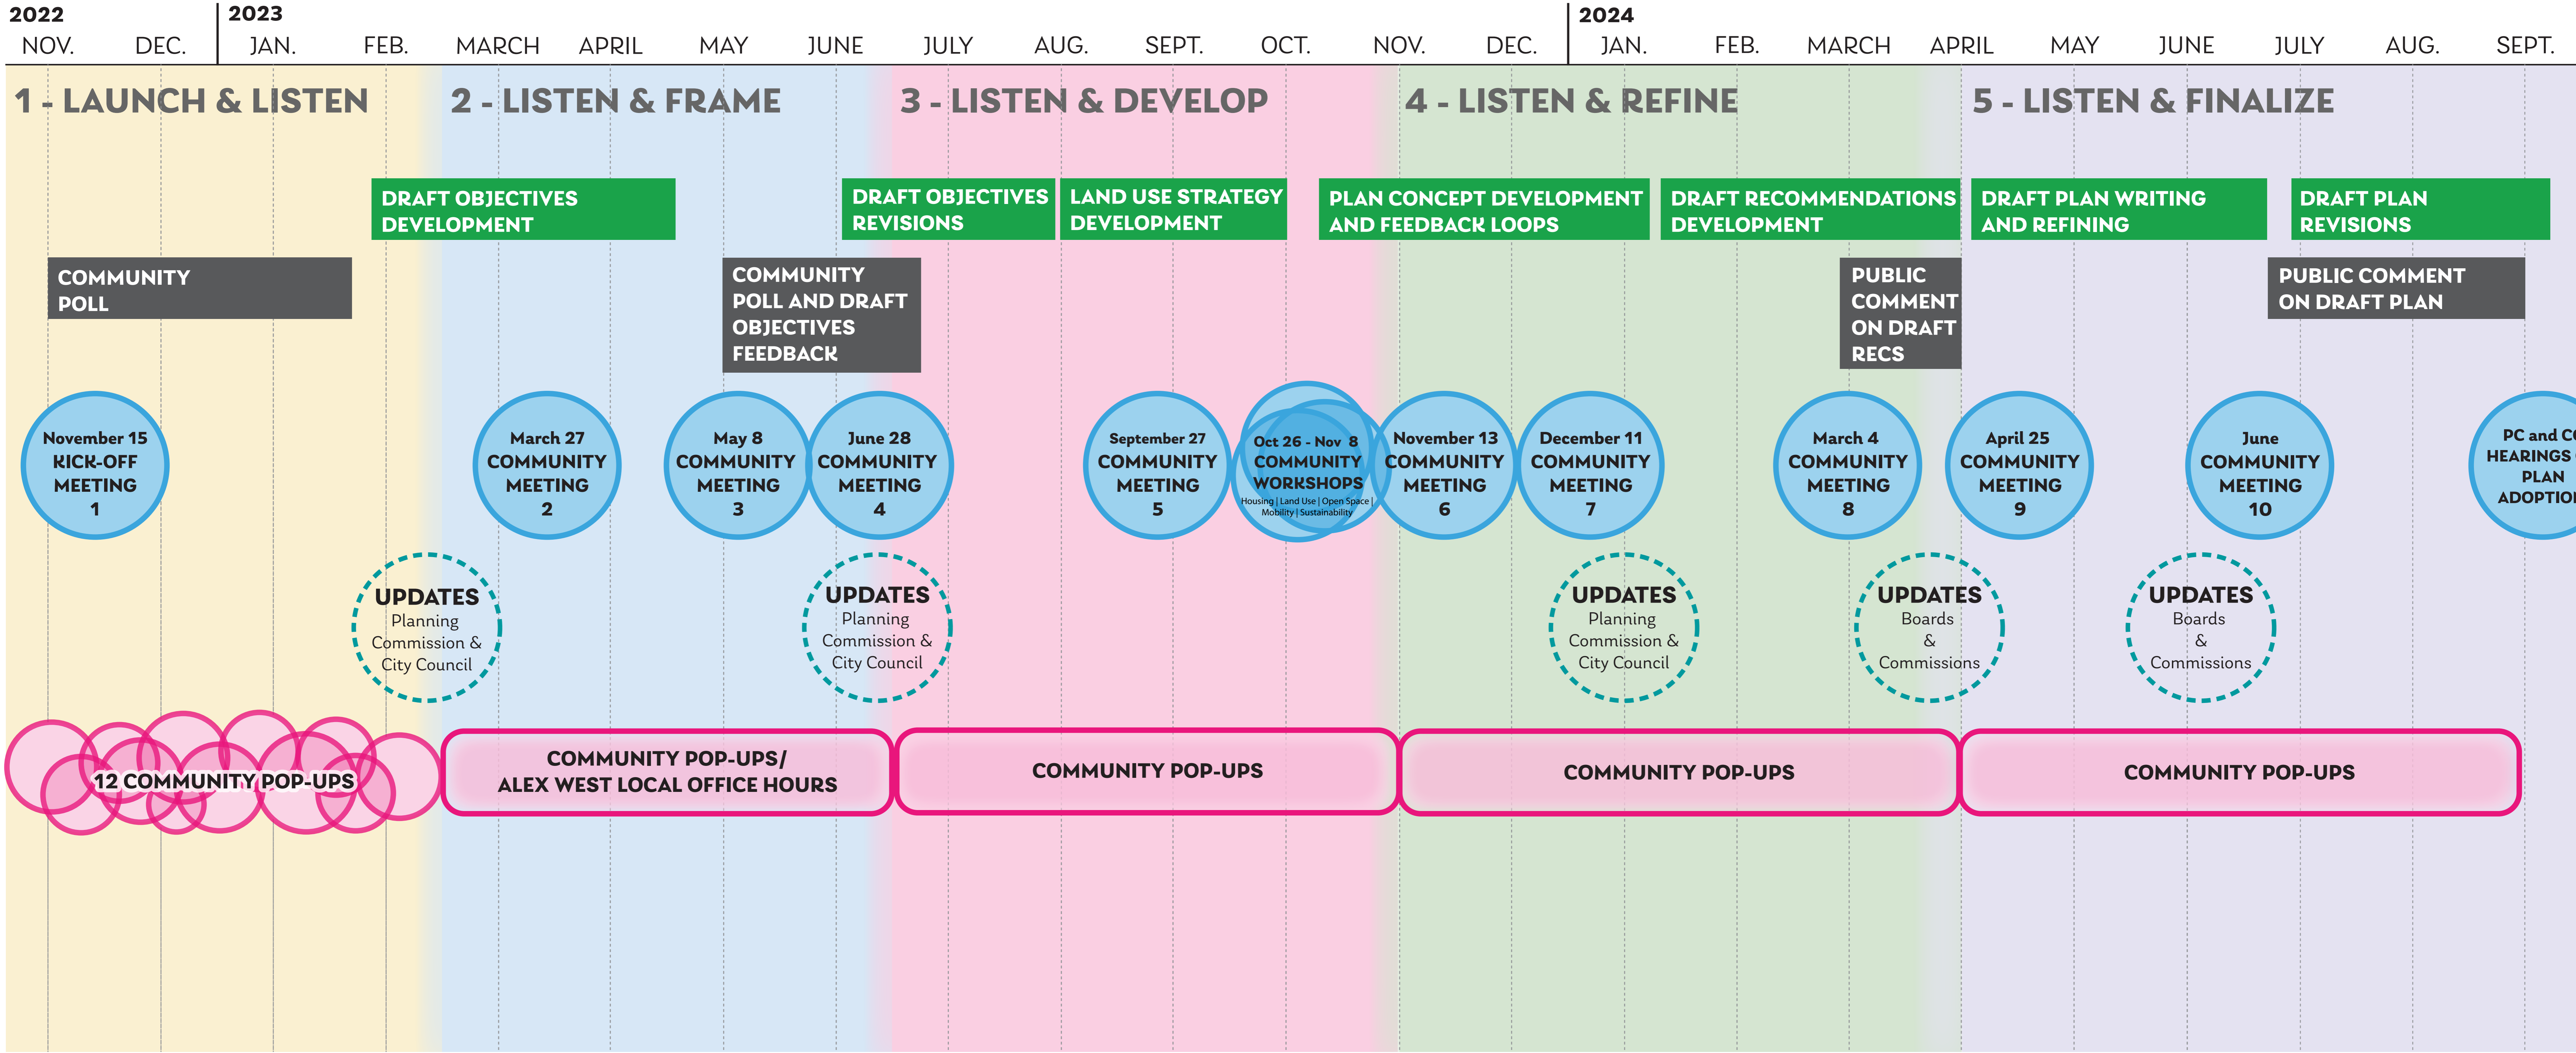 2022
2023
2024
NOV.
DEC.
JAN.
FEB.
MARCH
APRIL
MAY
JUNE
JULY
AUG.
SEPT.
OCT.
NOV.
DEC.
JAN.
FEB.
MARCH
APRIL
MAY
JUNE
JULY
AUG.
SEPT.
1 - LAUNCH & LISTEN
2 - LISTEN & FRAME
3 - LISTEN & DEVELOP
4 - LISTEN & REFINE
5 - LISTEN & FINALIZE
DRAFT OBJECTIVES
DEVELOPMENT
DRAFT OBJECTIVES
REVISIONS
LAND USE STRATEGY
DEVELOPMENT
PLAN CONCEPT DEVELOPMENT
AND FEEDBACK LOOPS
DRAFT RECOMMENDATIONS
DEVELOPMENT
DRAFT PLAN WRITING
AND REFINING
DRAFT PLAN
REVISIONS
COMMUNITY
POLL
COMMUNITY
POLL AND DRAFT
OBJECTIVES
FEEDBACK
PUBLIC
COMMENT
ON DRAFT
RECS
PUBLIC COMMENT
ON DRAFT PLAN
November 15
KICK-OFF
MEETING
1
March 27
COMMUNITY
MEETING
2
May 8
COMMUNITY
MEETING
3
June 28
COMMUNITY
MEETING
4
September 27
COMMUNITY
MEETING
5
Oct 26 - Nov 8
COMMUNITY
WORKSHOPS
Housing | Land Use | Open Space |
Mobility | Sustainability
November 13
COMMUNITY
MEETING
6
December 11
COMMUNITY
MEETING
7
March 4
COMMUNITY
MEETING
8
April 25
COMMUNITY
MEETING
9
June
COMMUNITY
MEETING
10
PC and
HEARINGS
PLAN
UPDATES
Planning
Commission &
City Council
UPDATES
Planning
Commission &
City Council
UPDATES
Planning
Commission &
City Council
UPDATES
Boards
&
Commissions
UPDATES
Boards
&
Commissions
12 COMMUNITY POP-UPS
COMMUNITY POP-UPS/
ALEX WEST LOCAL OFFICE HOURS
COMMUNITY POP-UPS
COMMUNITY POP-UPS
COMMUNITY POP-UPS